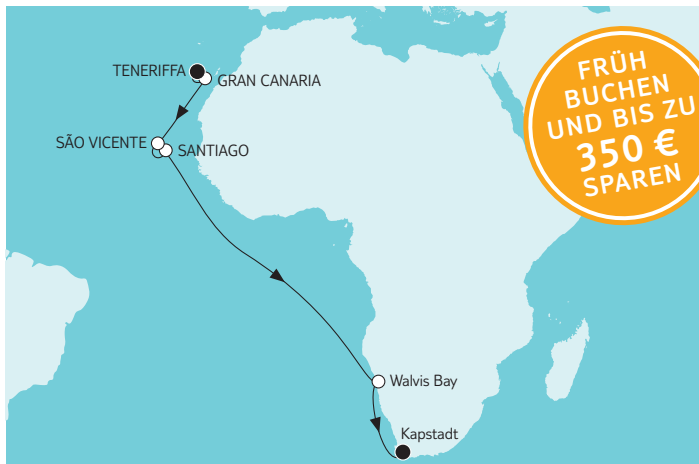 TENERIFFA
GRAN CANARIA
SÃO VICENTE
SANTIAGO
Walvis Bay
Kapstadt
FRÜH
BUCHEN
UND BIS ZU
350 €
SPAREN